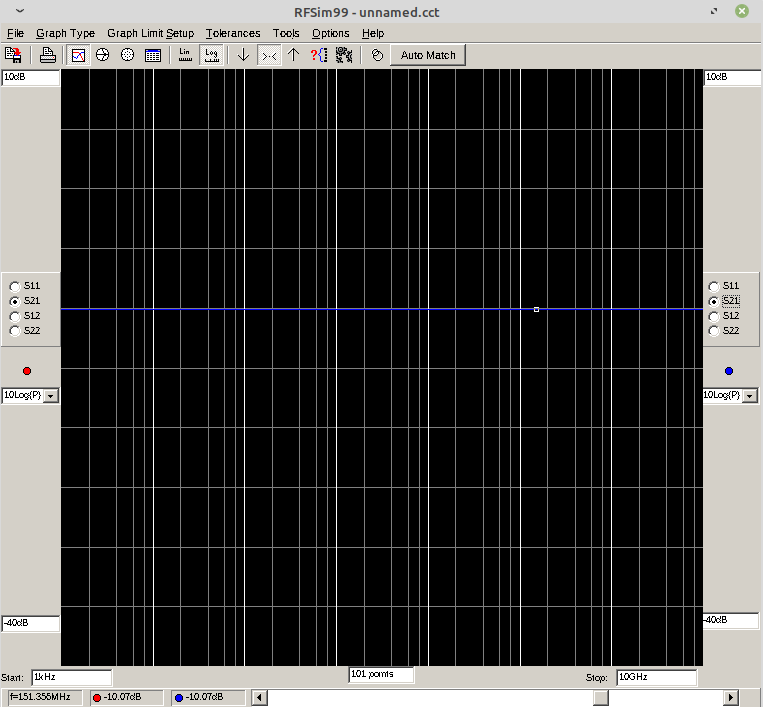 RFSim99 - unnamed.cct
File Graph Type Graph Limit Setup Tolerances Tools Options Help
Lin Log Auto Match
10dB 10dB
S11 S11
S21 S21
S12 S12
S22 S22
10Log{P} 10Log{P}
-40dB -40dB
Start: 1kHz 101 points Stop: 10GHz
f=151.356MHz -10.07dB -10.07dB